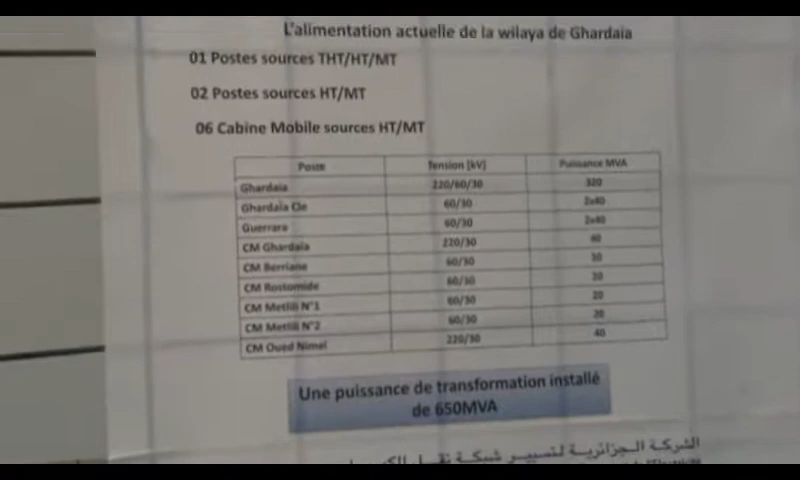 L'alimentation actuelle de la wilaya de Ghardaia
01 Postes sources THT/HT/MT
02 Postes sources HT/MT
06 Cabine Mobile sources HT/MT
Poste Tension [kV] Puissance MVA
Ghardaia 220/60/30 320
Ghardaia Cie 60/30 2x40
Guerrara 60/30 2x40
CM Ghardaia 220/30 40
CM Berriane 60/30
CM Rostomide 60/30
CM Metlili N°1 60/30 20
CM Metlili N°2 60/30 20
CM Oued Nimel 220/30 40
Une puissance de transformation installé
de 650MVA
الشركة الجزائرية لتسيير شبكة نقل